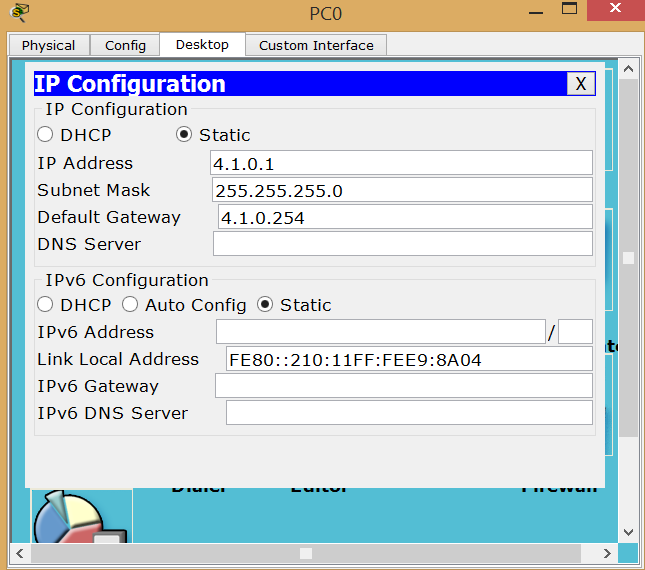 PC0
Physical Config Desktop Custom Interface
IP Configuration X
IP Configuration
DHCP Static
IP Address 4.1.0.1
Subnet Mask 255.255.255.0
Default Gateway 4.1.0.254
DNS Server
IPv6 Configuration
DHCP Auto Config Static
IPv6 Address /
Link Local Address FE80::210:11FF:FEE9:8A04
IPv6 Gateway
IPv6 DNS Server
Dialer Editor Firewall